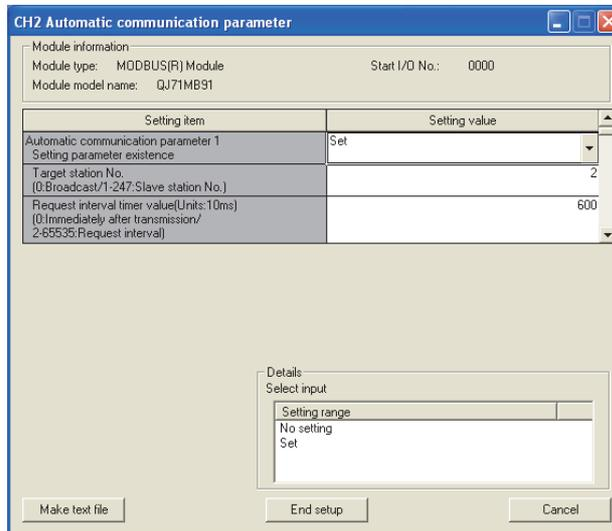 CH2 Automatic communication parameter
Module information
Module type: MODBUS(R) Module Start I/O No.: 0000
Module model name: QJ71MB91
Setting item Setting value
Automatic communication parameter 1 Set
Setting parameter existence
Target station No. 2
(0:Broadcast/1-247:Slave station No.)
Request interval timer value(Units:10ms) 600
(0:Immediately after transmission/
2-65535:Request interval)
Details
Select input
Setting range
No setting
Set
Make text file End setup Cancel